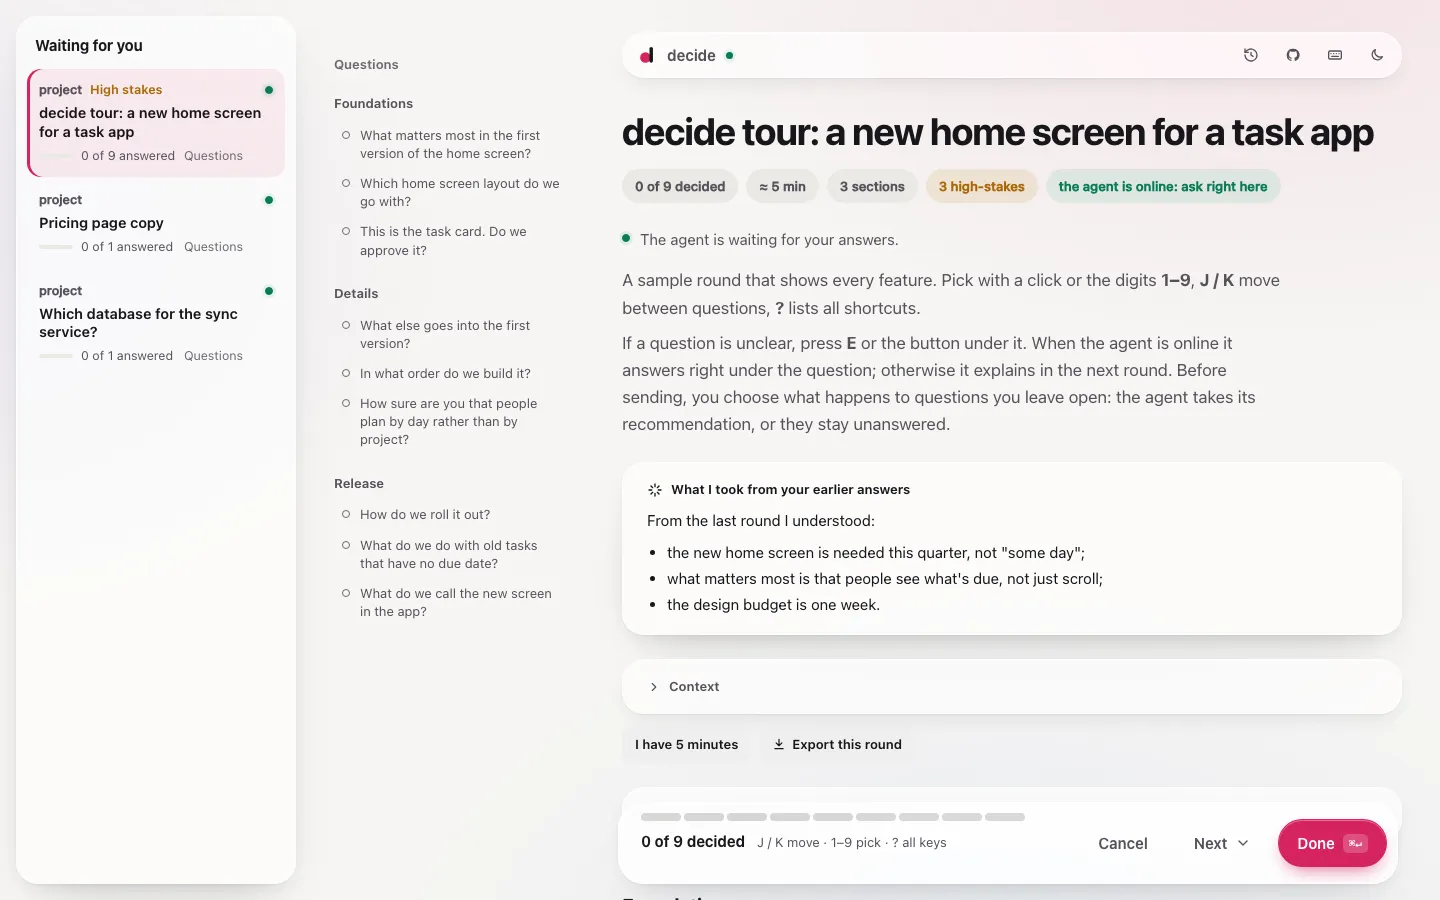 Waiting for you
project High stakes
decide tour: a new home screen
for a task app
0 of 9 answered Questions
project
Pricing page copy
0 of 1 answered Questions
project
Which database for the sync
service?
0 of 1 answered Questions
Questions
Foundations
What matters most in the first
version of the home screen?
Which home screen layout do we
go with?
This is the task card. Do we
approve it?
Details
What else goes into the first
version?
In what order do we build it?
How sure are you that people
plan by day rather than by
project?
Release
How do we roll it out?
What do we do with old tasks
that have no due date?
What do we call the new screen
in the app?
decide
decide tour: a new home screen for a task app
0 of 9 decided
≈ 5 min
3 sections
3 high-stakes
the agent is online: ask right here
The agent is waiting for your answers.
A sample round that shows every feature. Pick with a click or the digits 1–9, J / K move
between questions, ? lists all shortcuts.
If a question is unclear, press E or the button under it. When the agent is online it
answers right under the question; otherwise it explains in the next round. Before
sending, you choose what happens to questions you leave open: the agent takes its
recommendation, or they stay unanswered.
What I took from your earlier answers
From the last round I understood:
• the new home screen is needed this quarter, not "some day";
• what matters most is that people see what's due, not just scroll;
• the design budget is one week.
Context
I have 5 minutes
Export this round
0 of 9 decided J / K move · 1–9 pick · ? all keys
Cancel
Next
Done ⌘↵